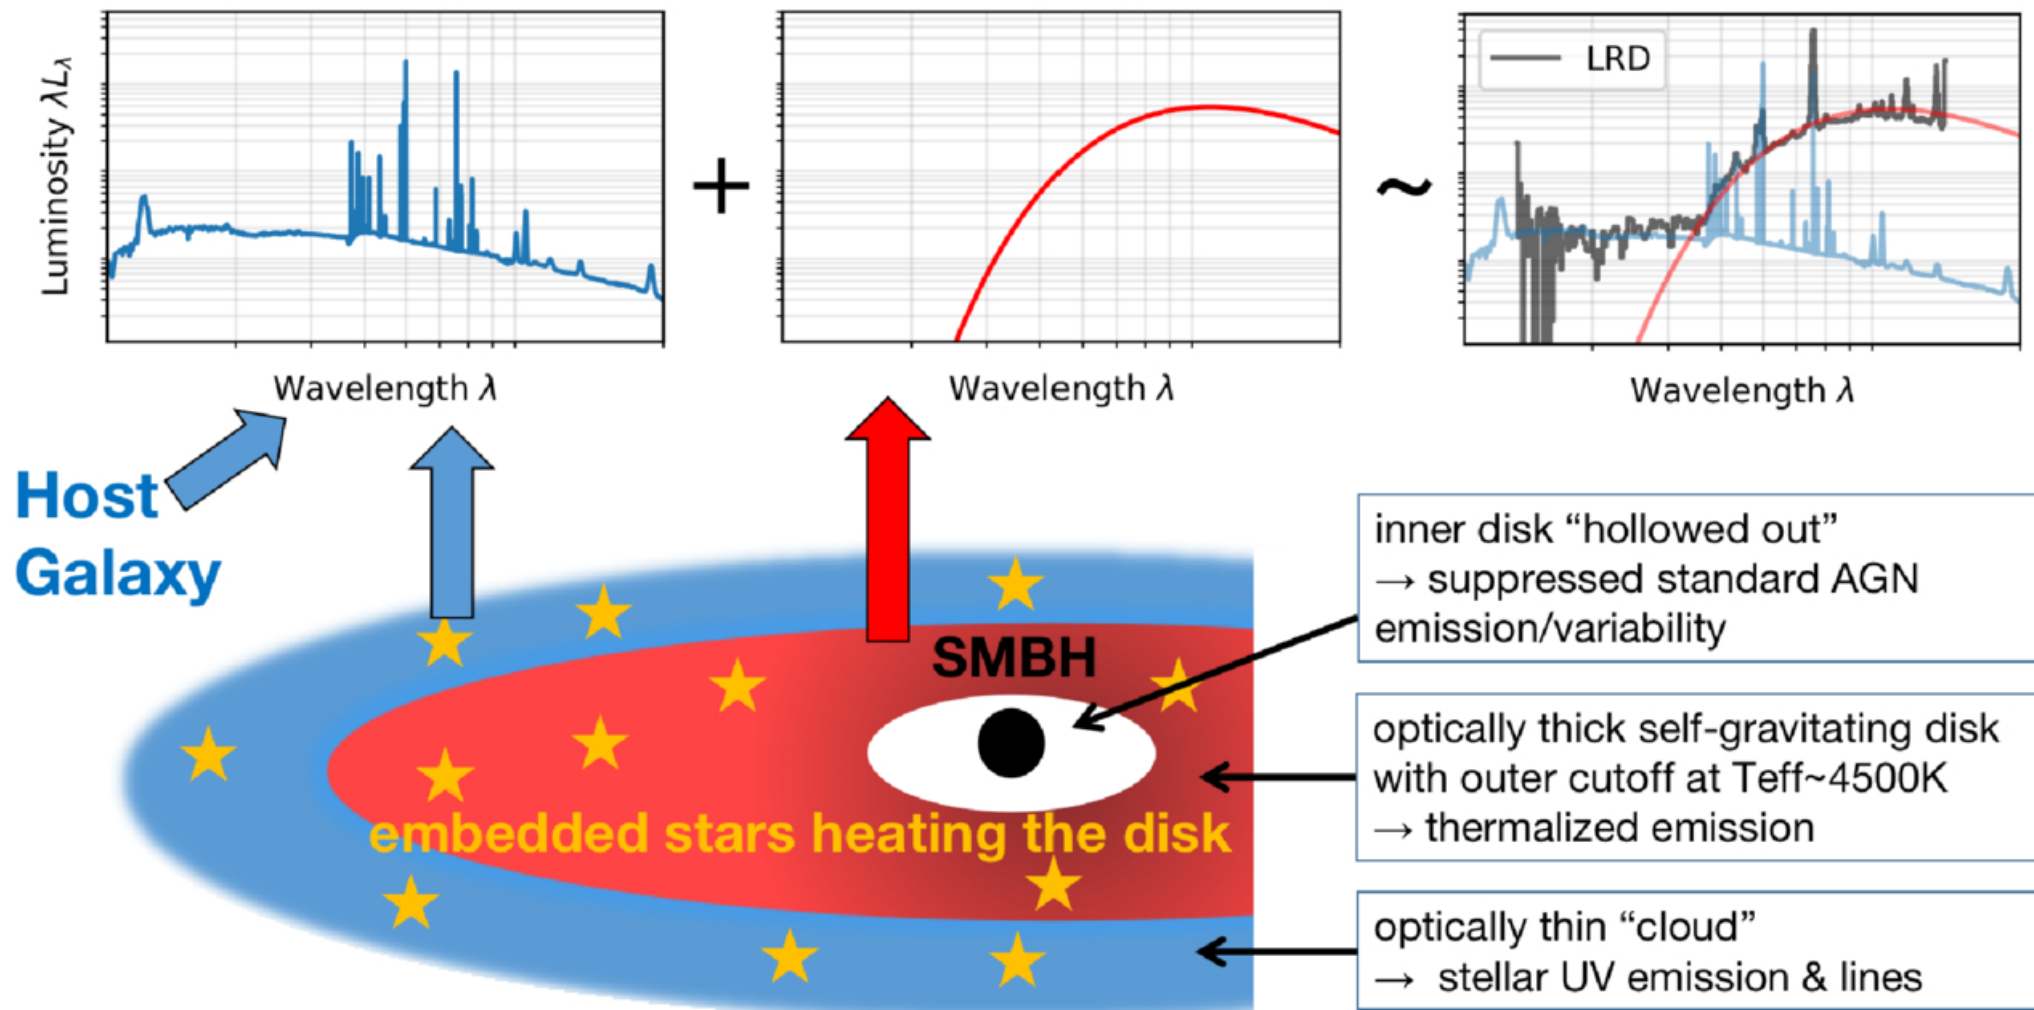 Luminosity λLλ
Wavelength λ
+
Wavelength λ
~
LRD
Wavelength λ
Host
Galaxy
SMBH
embedded stars heating the disk
inner disk “hollowed out”
→ suppressed standard AGN
emission/variability
optically thick self-gravitating disk
with outer cutoff at Teff~4500K
→ thermalized emission
optically thin “cloud”
→ stellar UV emission & lines